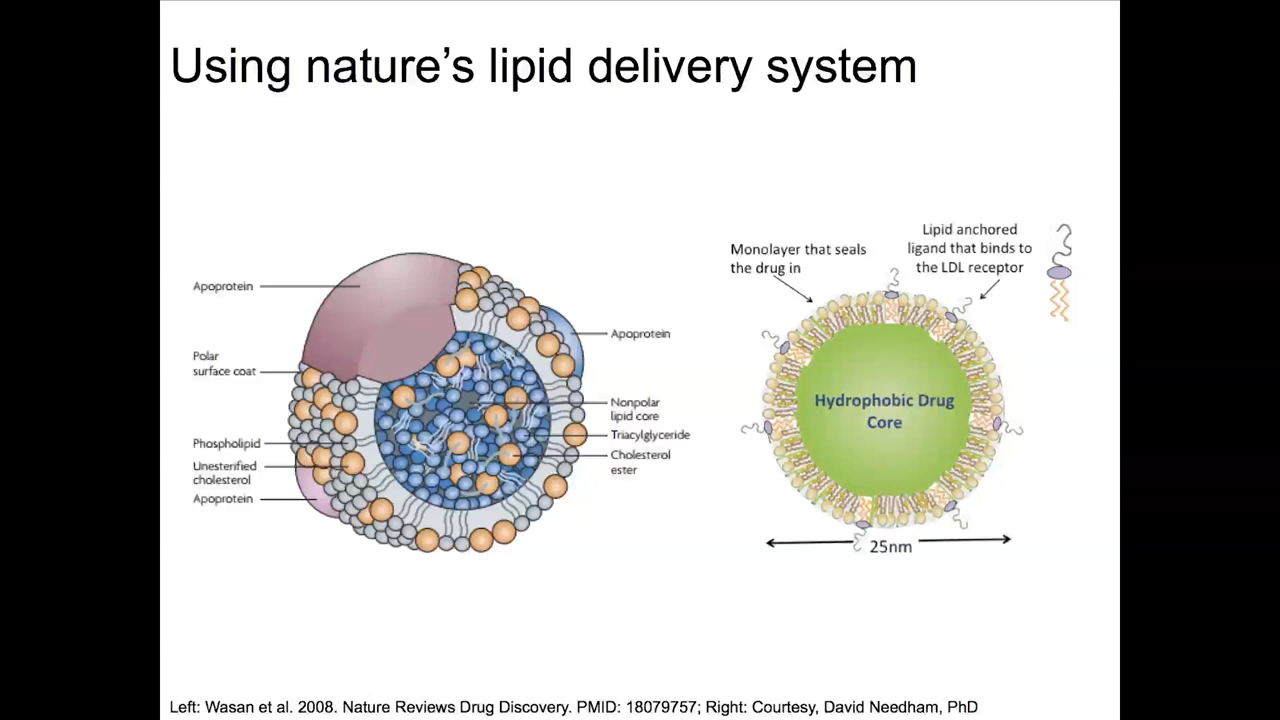 Using nature’s lipid delivery system
Apoprotein
Polar
surface coat
Phospholipid
Unesterified
cholesterol
Apoprotein
Apoprotein
Nonpolar
lipid core
Triacylglyceride
Cholesterol
ester
Monolayer that seals
the drug in
Lipid anchored
ligand that binds to
the LDL receptor
Hydrophobic Drug
Core
25nm
Left: Wasan et al. 2008. Nature Reviews Drug Discovery. PMID: 18079757; Right: Courtesy, David Needham, PhD